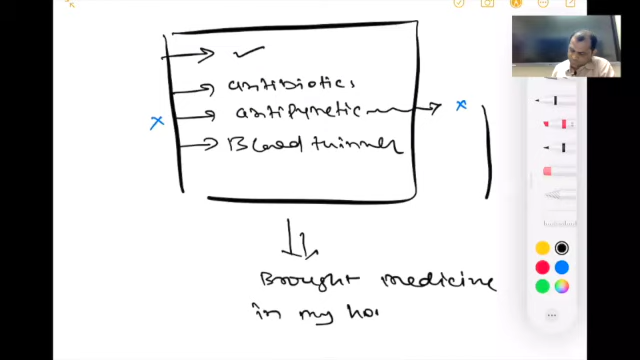 ✓
antibiotics
x antipyretic x
Blood thinner
Brought medicine
in my ho